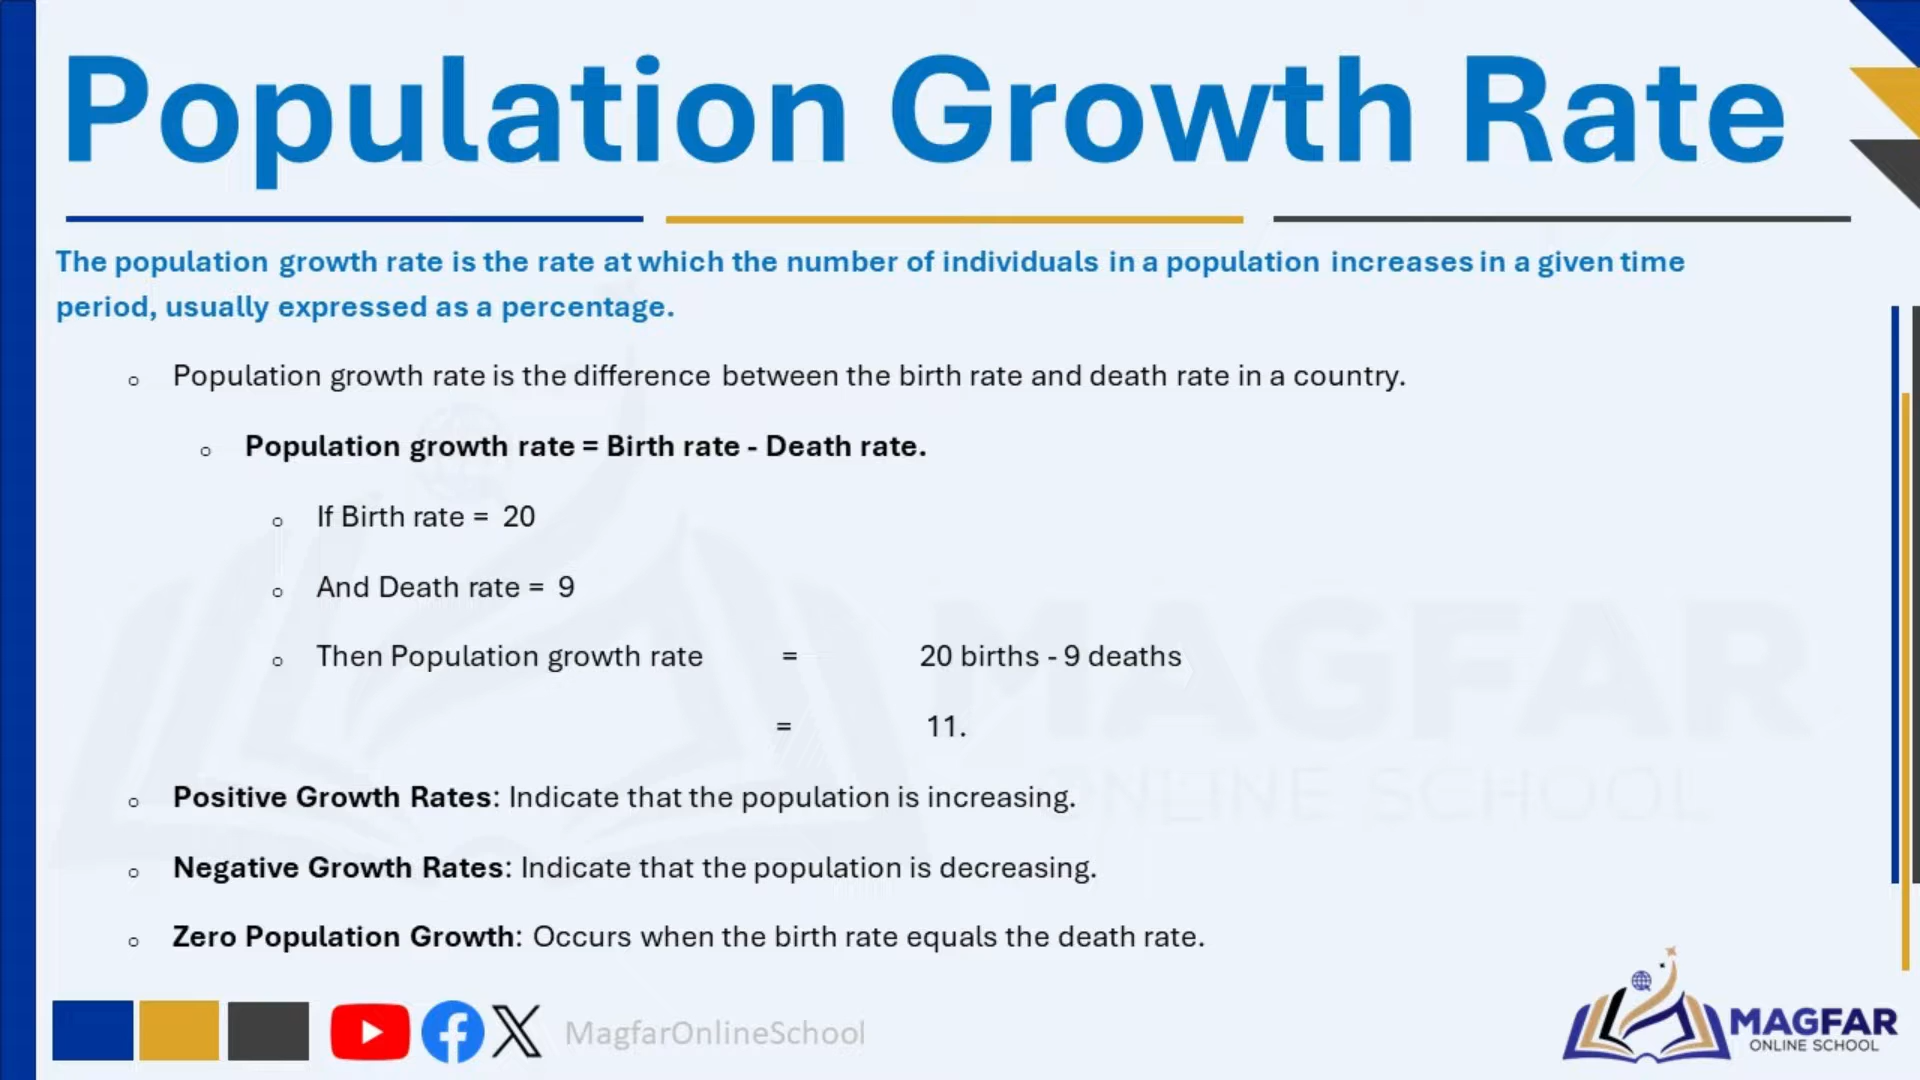 Population Growth Rate
The population growth rate is the rate at which the number of individuals in a population increases in a given time
period, usually expressed as a percentage.
o Population growth rate is the difference between the birth rate and death rate in a country.
o Population growth rate = Birth rate - Death rate.
o If Birth rate = 20
o And Death rate = 9
o Then Population growth rate = 20 births - 9 deaths
= 11.
o Positive Growth Rates: Indicate that the population is increasing.
o Negative Growth Rates: Indicate that the population is decreasing.
o Zero Population Growth: Occurs when the birth rate equals the death rate.
MAGFAR
ONLINE SCHOOL
MagfarOnlineSchool
MAGFAR
ONLINE SCHOOL